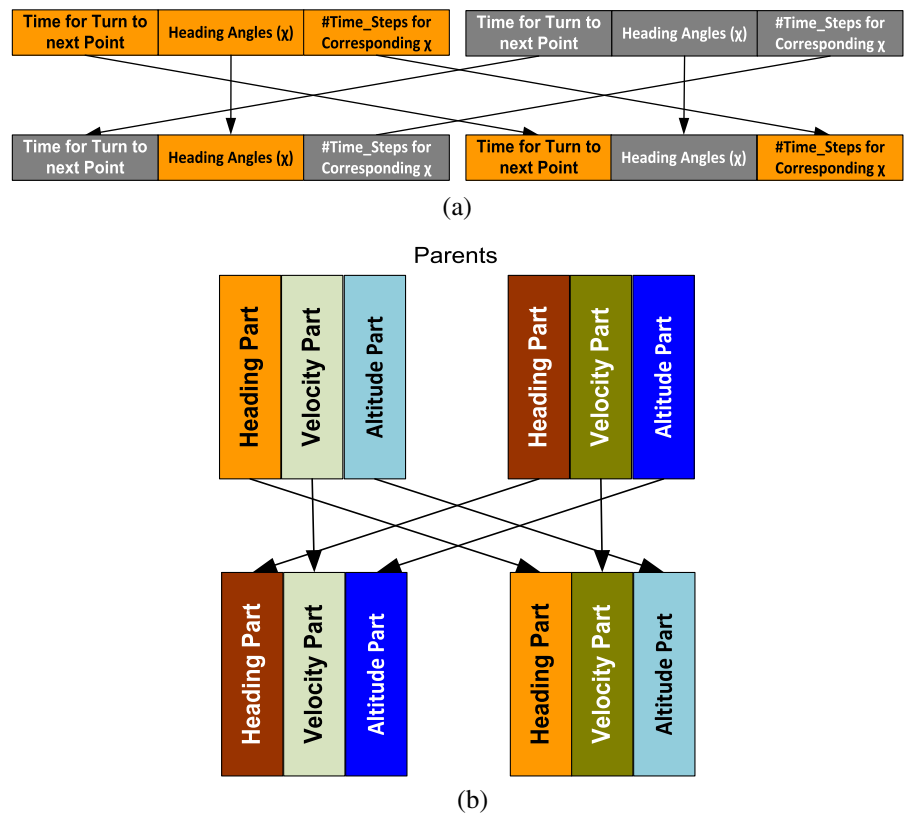 Time for Turn to
next Point
Heading Angles (χ)
#Time_Steps for
Corresponding χ
Time for Turn to
next Point
Heading Angles (χ)
#Time_Steps for
Corresponding χ
Time for Turn to
next Point
Heading Angles (χ)
#Time_Steps for
Corresponding χ
Time for Turn to
next Point
Heading Angles (χ)
#Time_Steps for
Corresponding χ
(a)
Parents
Heading Part
Velocity Part
Altitude Part
Heading Part
Velocity Part
Altitude Part
Heading Part
Velocity Part
Altitude Part
Heading Part
Velocity Part
Altitude Part
(b)